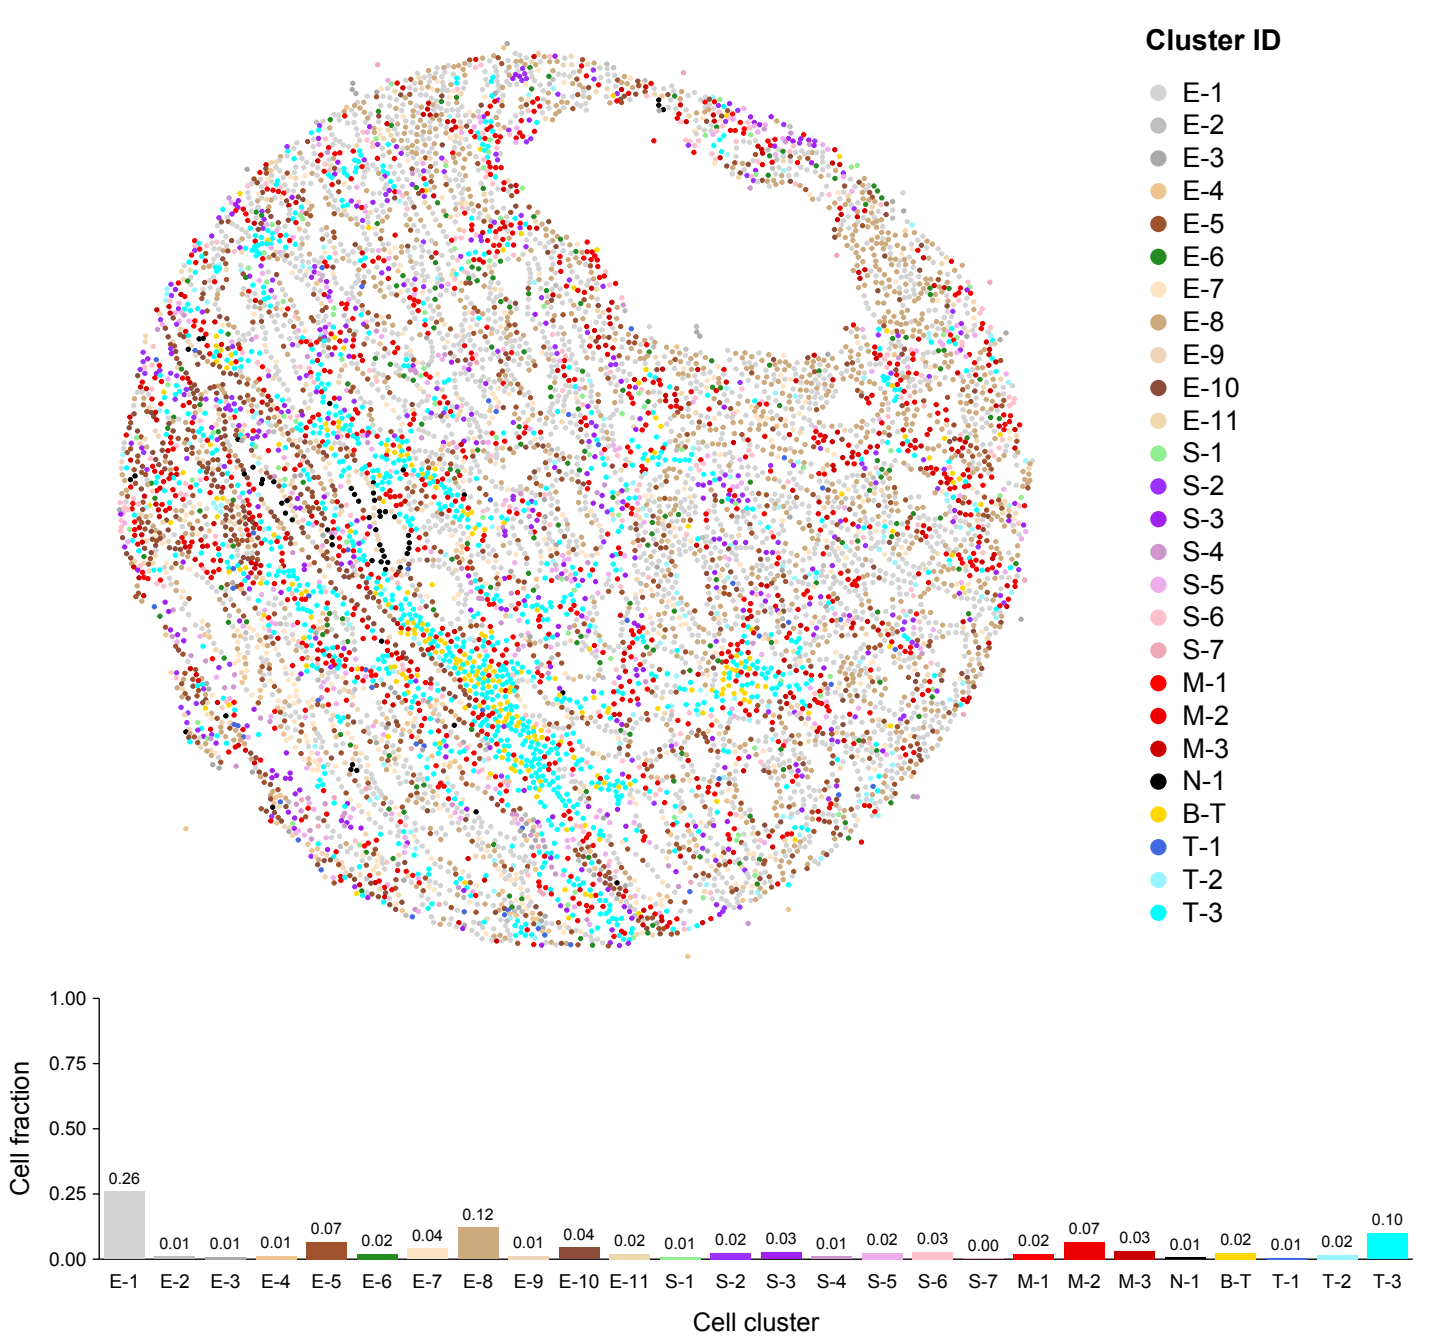 Cluster ID
E-1
E-2
E-3
E-4
E-5
E-6
E-7
E-8
E-9
E-10
E-11
S-1
S-2
S-3
S-4
S-5
S-6
S-7
M-1
M-2
M-3
N-1
B-T
T-1
T-2
T-3
1.00
0.75
0.50
0.25
0.00
Cell fraction
0.26 0.01 0.01 0.01 0.07 0.02 0.04 0.12 0.01 0.04 0.02 0.01 0.02 0.03 0.01 0.02 0.03 0.00 0.02 0.07 0.03 0.01 0.02 0.01 0.02 0.10
E-1 E-2 E-3 E-4 E-5 E-6 E-7 E-8 E-9 E-10 E-11 S-1 S-2 S-3 S-4 S-5 S-6 S-7 M-1 M-2 M-3 N-1 B-T T-1 T-2 T-3
Cell cluster